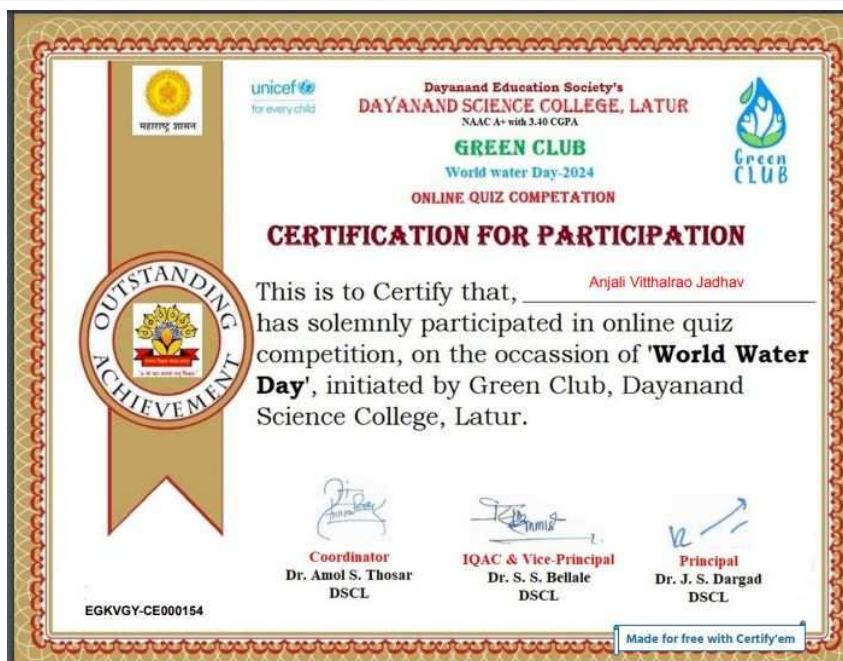 महाराष्ट्र शासन
unicef
for every child
Dayanand Education Society's
DAYANAND SCIENCE COLLEGE, LATUR
NAAC A+ with 3.40 CGPA
GREEN CLUB
World water Day-2024
ONLINE QUIZ COMPETATION
Green
CLUB
CERTIFICATION FOR PARTICIPATION
OUTSTANDING
ACHIEVEMENT
This is to Certify that, Anjali Vitthalrao Jadhav
has solemnly participated in online quiz
competition, on the occassion of 'World Water
Day', initiated by Green Club, Dayanand
Science College, Latur.
Coordinator
Dr. Amol S. Thosar
DSCL
IQAC & Vice-Principal
Dr. S. S. Bellale
DSCL
Principal
Dr. J. S. Dargad
DSCL
EGKVGY-CE000154
Made for free with Certify'em